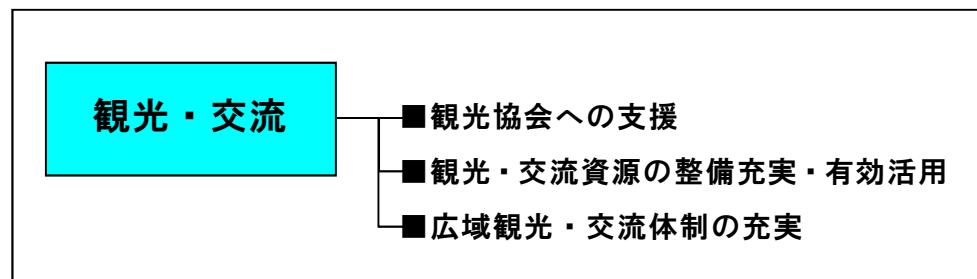 観光・交流
■観光協会への支援
■観光・交流資源の整備充実・有効活用
■広域観光・交流体制の充実